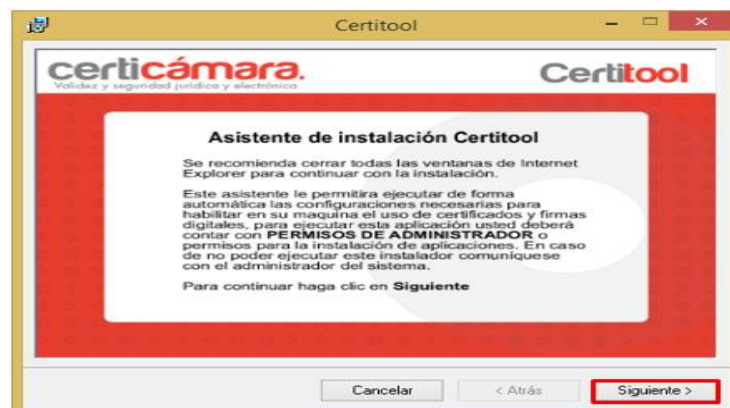 Certitool
certicámara.
Validez y seguridad jurídica y electrónica
Certitool
Asistente de instalación Certitool
Se recomienda cerrar todas las ventanas de Internet
Explorer para continuar con la instalación.
Este asistente le permitira ejecutar de forma
automática las configuraciones necesarias para
habilitar en su maquina el uso de certificados y firmas
digitales, para ejecutar esta aplicación usted deberá
contar con PERMISOS DE ADMINISTRADOR o
permisos para la instalación de aplicaciones. En caso
de no poder ejecutar este instalador comuníquese
con el administrador del sistema.
Para continuar haga clic en Siguiente
Cancelar
< Atrás
Siguiente >